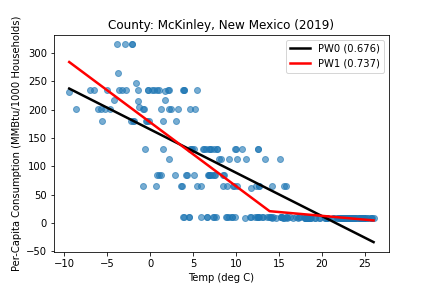 County: McKinley, New Mexico (2019)
PW0 (0.676)
PW1 (0.737)
Per-Capita Consumption (MMBtu/1000 Households)
300
250
200
150
100
50
0
−50
−10 −5 0 5 10 15 20 25
Temp (deg C)